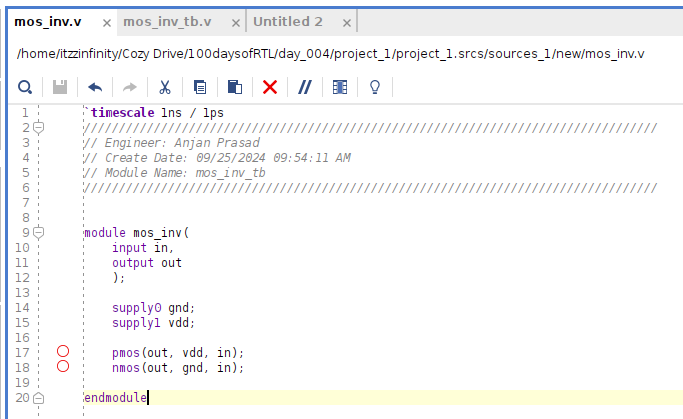 mos_inv.v × mos_inv_tb.v × Untitled 2 ×
/home/itzzinfinity/Cozy Drive/100daysofRTL/day_004/project_1/project_1.srcs/sources_1/new/mos_inv.v
1 `timescale 1ns / 1ps
2 //////////////////////////////////////////////////////////////////////////////////
3 // Engineer: Anjan Prasad
4 // Create Date: 09/25/2024 09:54:11 AM
5 // Module Name: mos_inv_tb
6 //////////////////////////////////////////////////////////////////////////////////
7
8
9 module mos_inv(
10 input in,
11 output out
12 );
13
14 supply0 gnd;
15 supply1 vdd;
16
17 pmos(out, vdd, in);
18 nmos(out, gnd, in);
19
20 endmodule